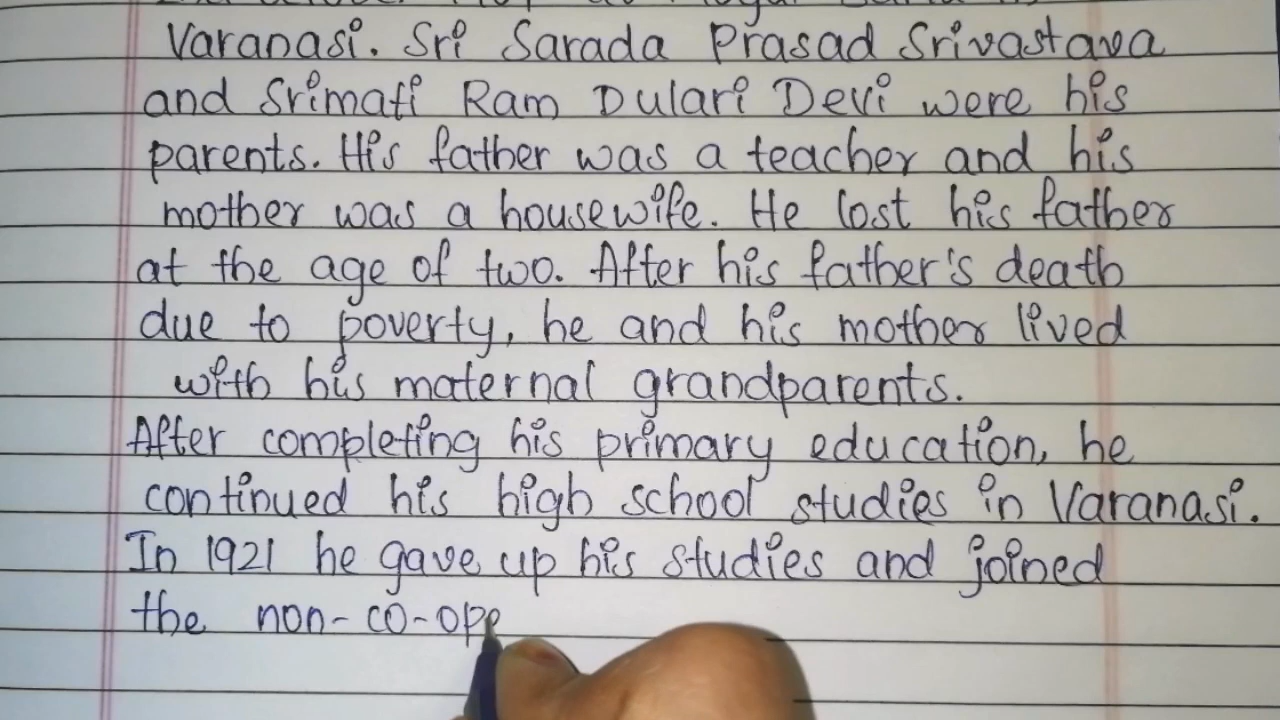 Varanasi. Sri Sarada Prasad Srivastava
and Srimati Ram Dulari Devi were his
parents. His father was a teacher and his
mother was a housewife. He lost his father
at the age of two. After his father's death
due to poverty, he and his mother lived
with his maternal grandparents.
After completing his primary education, he
continued his high school studies in Varanasi.
In 1921 he gave up his studies and joined
the non-co-ope